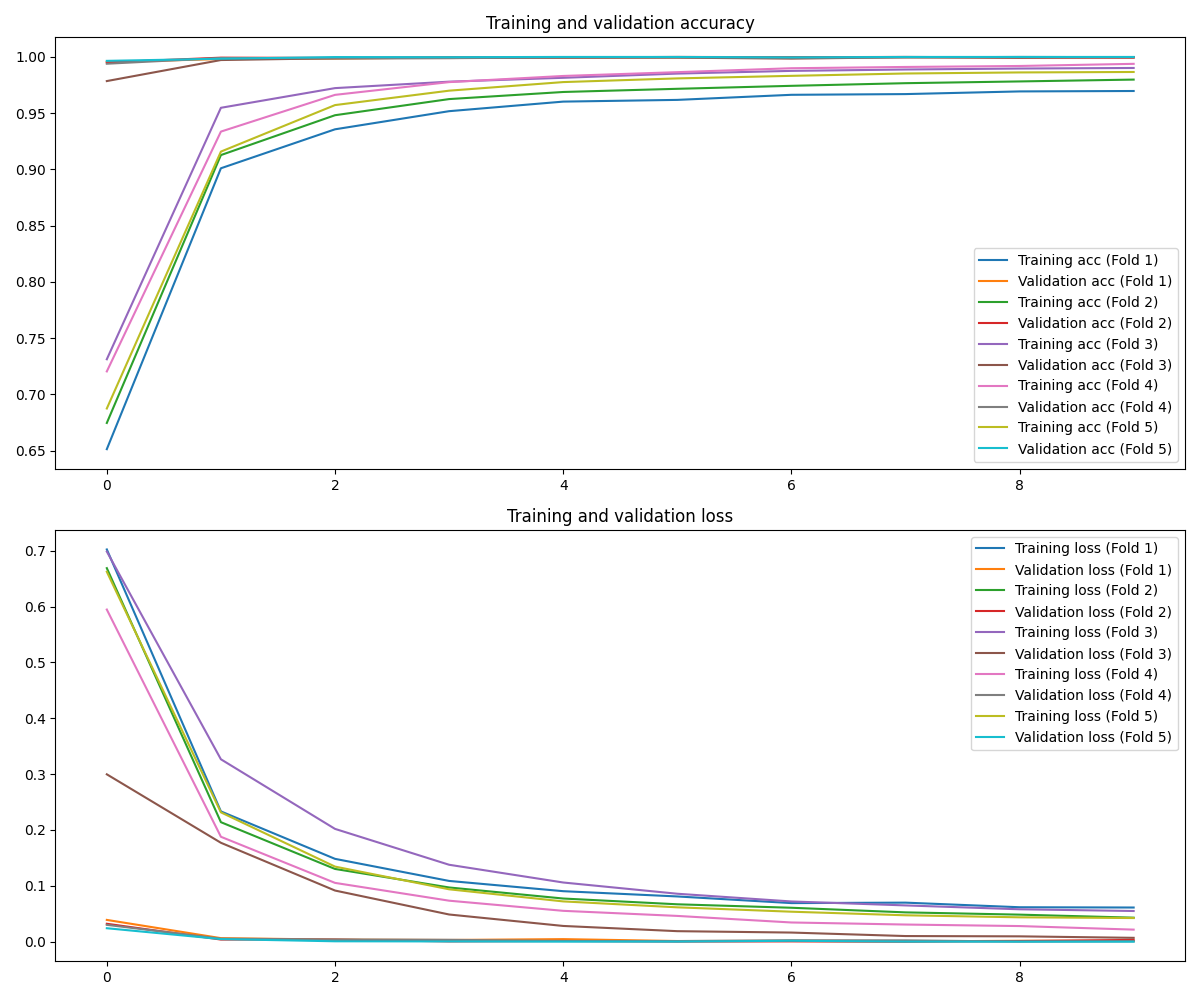 Training and validation accuracy
1.00
0.95
0.90
0.85
0.80
0.75
0.70
0.65
Training acc (Fold 1)
Validation acc (Fold 1)
Training acc (Fold 2)
Validation acc (Fold 2)
Training acc (Fold 3)
Validation acc (Fold 3)
Training acc (Fold 4)
Validation acc (Fold 4)
Training acc (Fold 5)
Validation acc (Fold 5)
0 2 4 6 8
Training and validation loss
0.7
0.6
0.5
0.4
0.3
0.2
0.1
0.0
Training loss (Fold 1)
Validation loss (Fold 1)
Training loss (Fold 2)
Validation loss (Fold 2)
Training loss (Fold 3)
Validation loss (Fold 3)
Training loss (Fold 4)
Validation loss (Fold 4)
Training loss (Fold 5)
Validation loss (Fold 5)
0 2 4 6 8